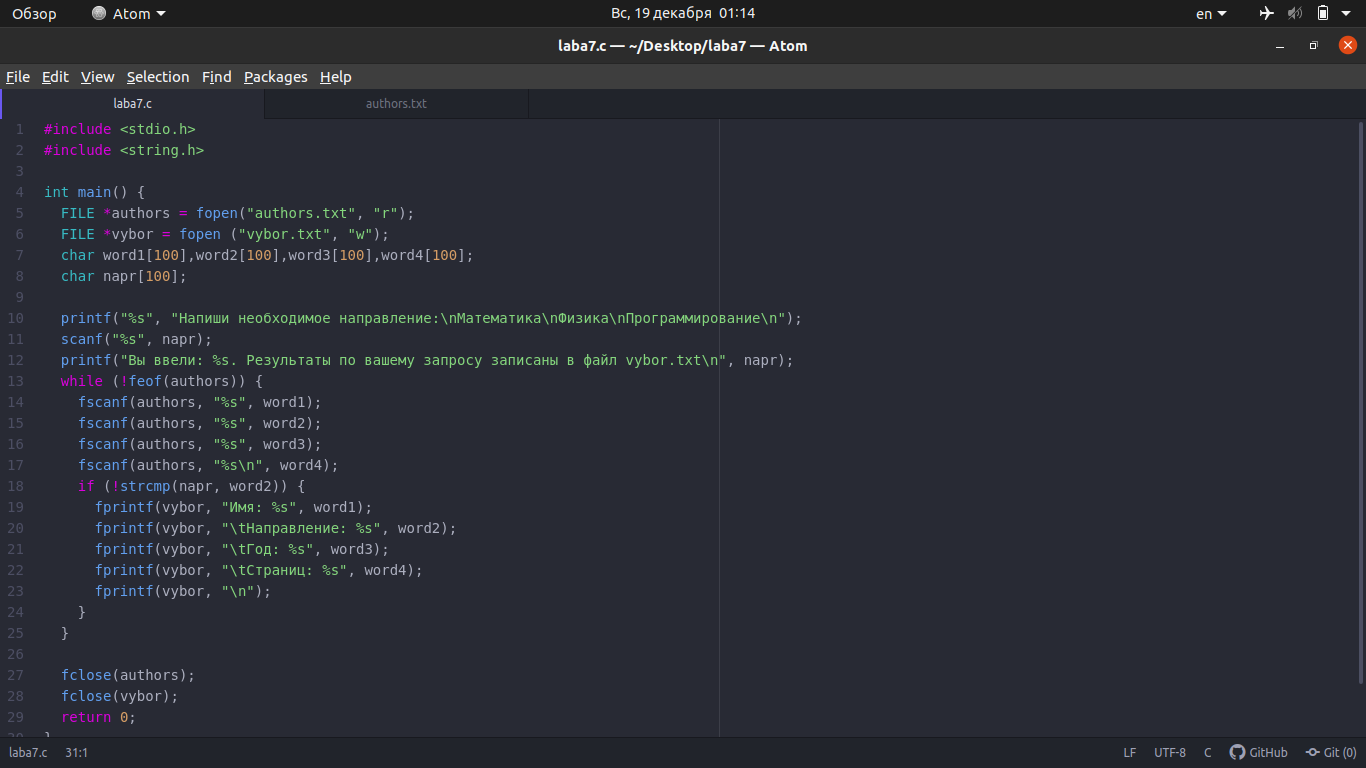 Обзор Atom Вс, 19 декабря 01:14 en
laba7.c — ~/Desktop/laba7 — Atom
File Edit View Selection Find Packages Help
laba7.c authors.txt
1 #include <stdio.h>
2 #include <string.h>
3
4 int main() {
5 FILE *authors = fopen("authors.txt", "r");
6 FILE *vybor = fopen ("vybor.txt", "w");
7 char word1[100],word2[100],word3[100],word4[100];
8 char napr[100];
9
10 printf("%s", "Напиши необходимое направление:\nМатематика\nФизика\nПрограммирование\n");
11 scanf("%s", napr);
12 printf("Вы ввели: %s. Результаты по вашему запросу записаны в файл vybor.txt\n", napr);
13 while (!feof(authors)) {
14 fscanf(authors, "%s", word1);
15 fscanf(authors, "%s", word2);
16 fscanf(authors, "%s", word3);
17 fscanf(authors, "%s\n", word4);
18 if (!strcmp(napr, word2)) {
19 fprintf(vybor, "Имя: %s", word1);
20 fprintf(vybor, "\tНаправление: %s", word2);
21 fprintf(vybor, "\tГод: %s", word3);
22 fprintf(vybor, "\tСтраниц: %s", word4);
23 fprintf(vybor, "\n");
24 }
25 }
26
27 fclose(authors);
28 fclose(vybor);
29 return 0;
30 }
laba7.c 31:1 LF UTF-8 C GitHub Git (0)